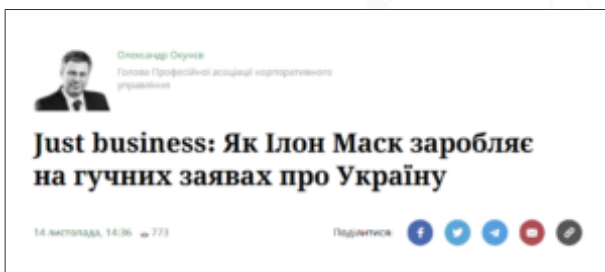 Олександр Окунєв
Голова Професійної асоціації корпоративного
управління
Just business: Як Ілон Маск заробляє
на гучних заявах про Україну
14 листопада, 14:36 773
Поділитися: